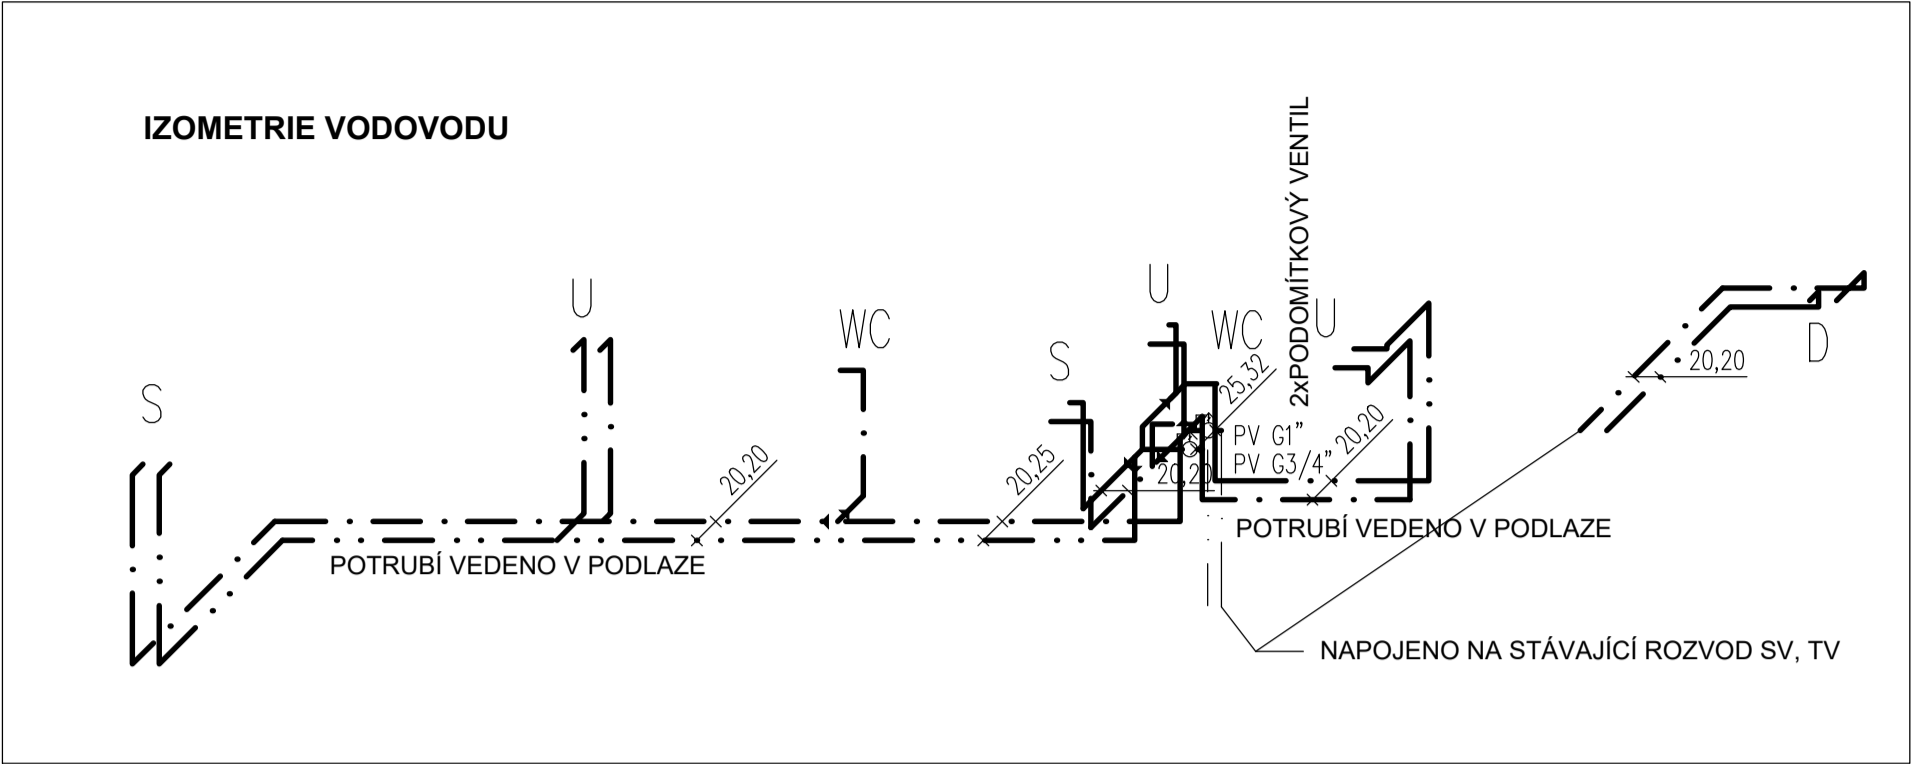 IZOMETRIE VODOVODU
2xPODOMÍTKOVÝ VENTIL
U
U
WC
WC
U
S
D
S
20,20
25,32
20,20
20,25
20,20
PV G1”
PV G3/4”
20,20
POTRUBÍ VEDENO V PODLAZE
POTRUBÍ VEDENO V PODLAZE
NAPOJENO NA STÁVAJÍCÍ ROZVOD SV, TV